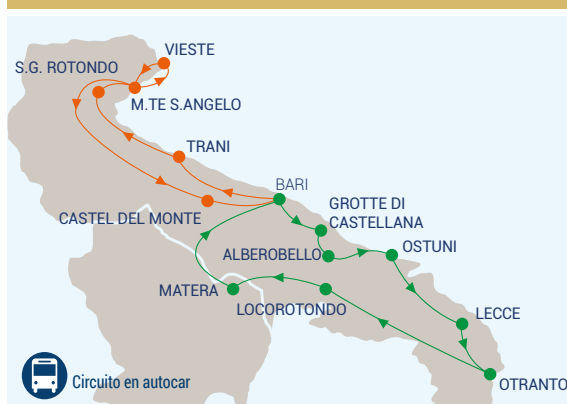 VIESTE
S.G. ROTONDO
M.TE S.ANGELO
TRANI
BARI
GROTTE DI
CASTELLANA
CASTEL DEL MONTE
ALBEROBELLO
OSTUNI
MATERA
LOCOROTONDO
LECCE
OTRANTO
Circuito en autocar